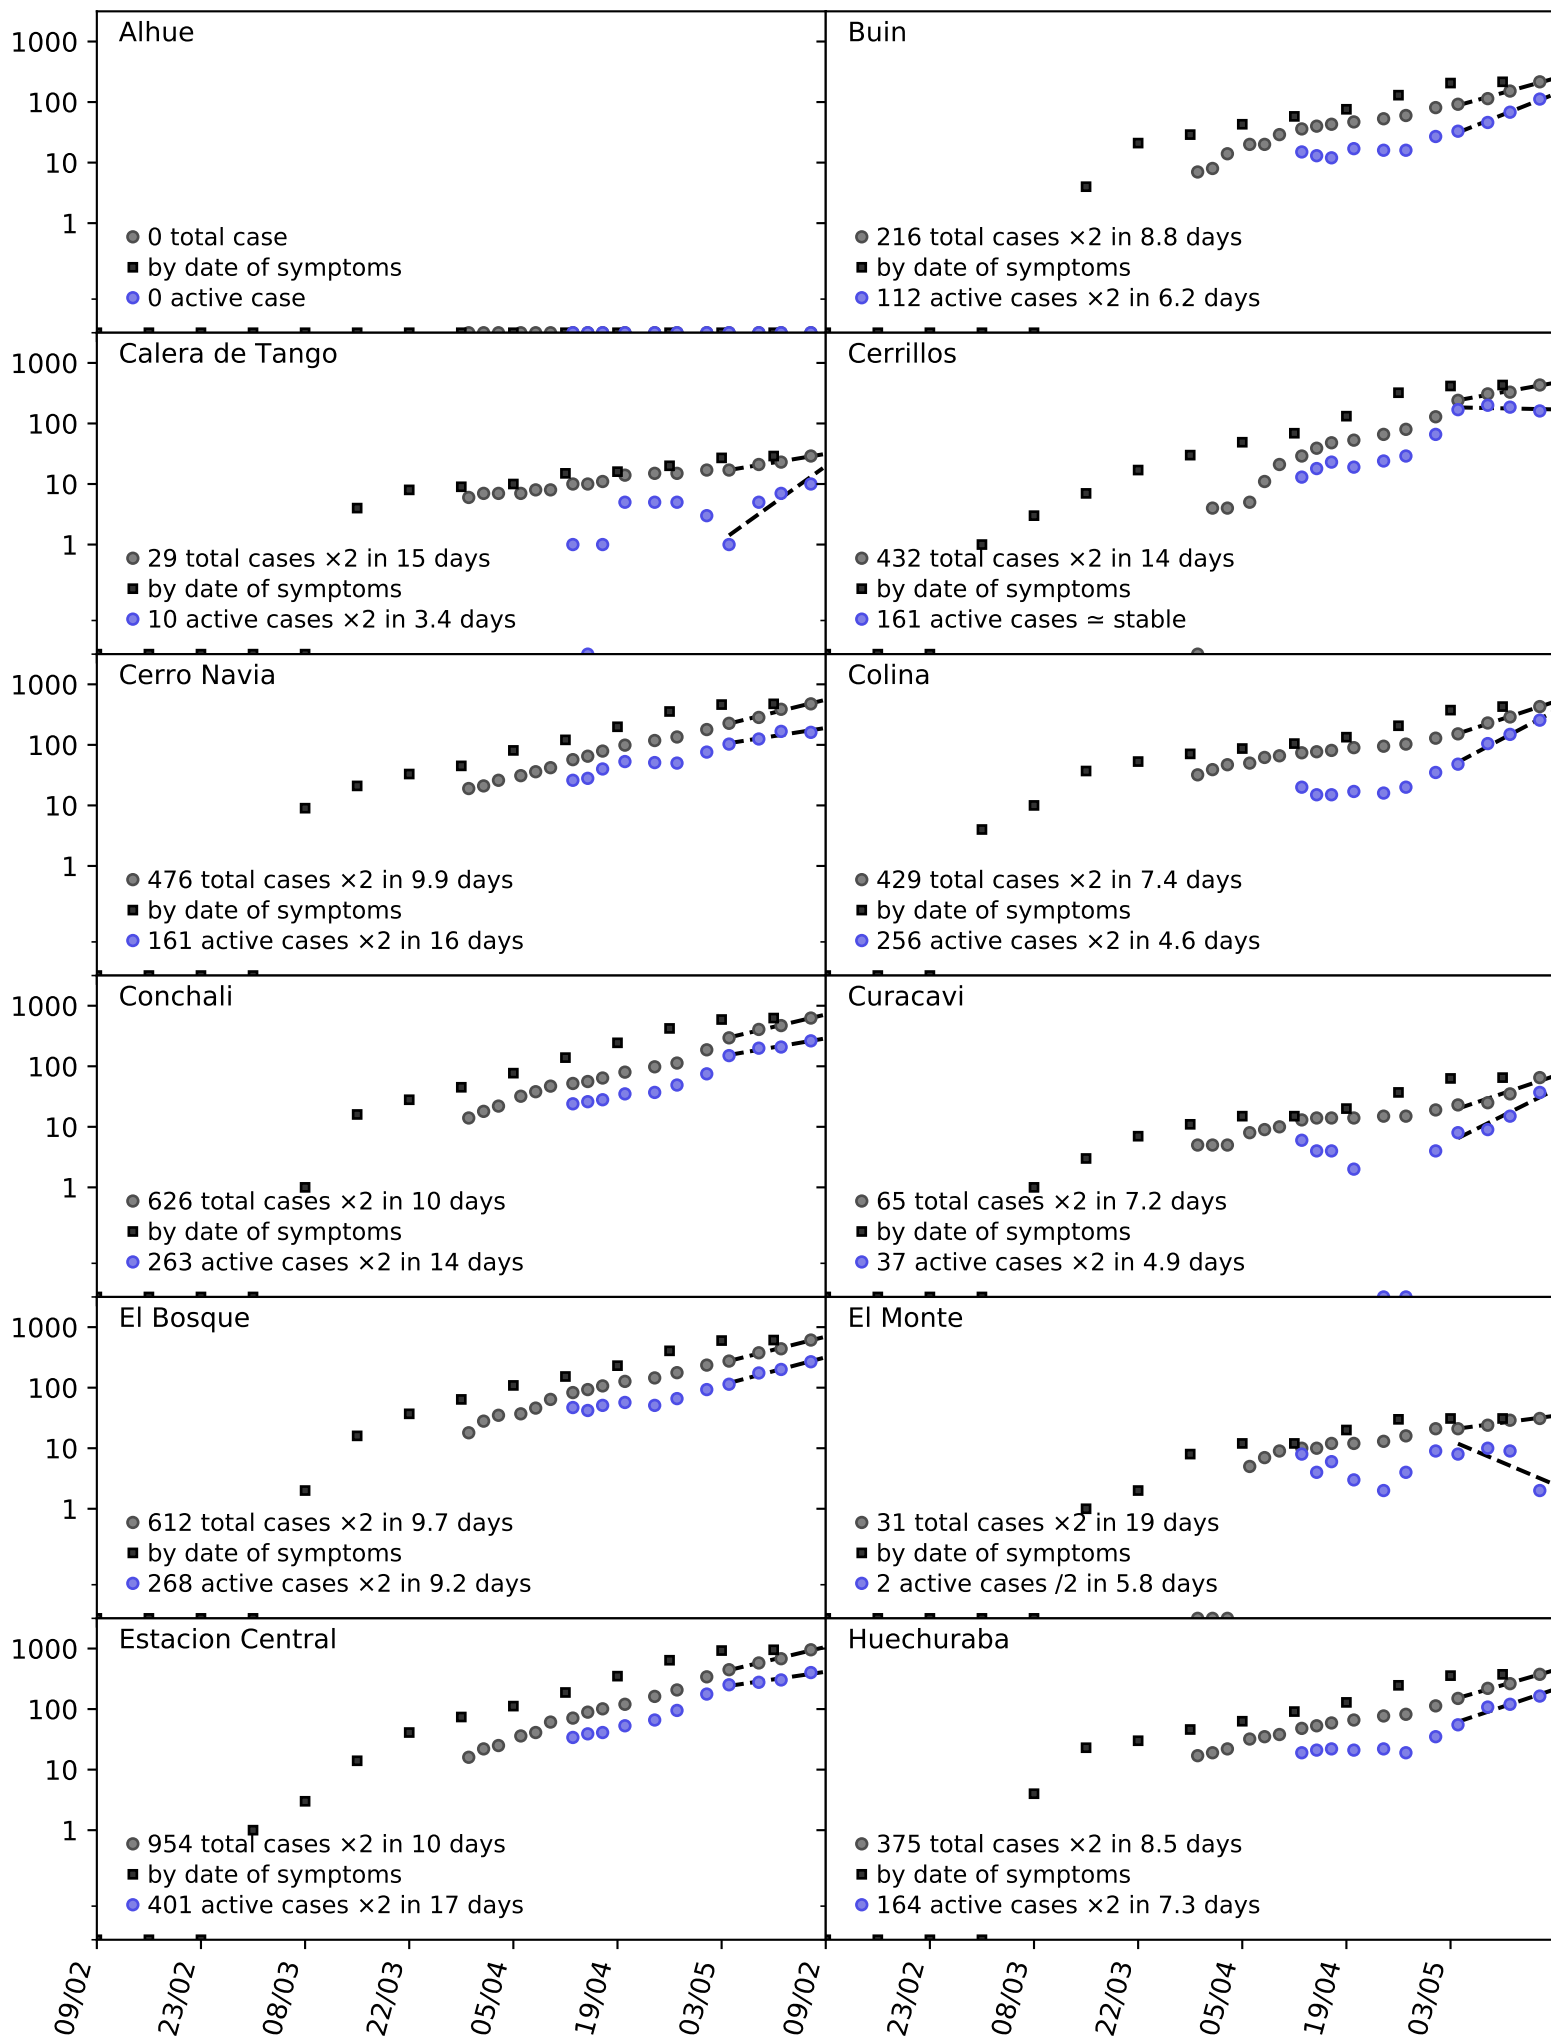 Alhue
1000
100
10
1
0 total case
by date of symptoms
0 active case
Buin
216 total cases ×2 in 8.8 days
by date of symptoms
112 active cases ×2 in 6.2 days
Calera de Tango
1000
100
10
1
29 total cases ×2 in 15 days
by date of symptoms
10 active cases ×2 in 3.4 days
Cerrillos
432 total cases ×2 in 14 days
by date of symptoms
161 active cases ≃ stable
Cerro Navia
1000
100
10
1
476 total cases ×2 in 9.9 days
by date of symptoms
161 active cases ×2 in 16 days
Colina
429 total cases ×2 in 7.4 days
by date of symptoms
256 active cases ×2 in 4.6 days
Conchali
1000
100
10
1
626 total cases ×2 in 10 days
by date of symptoms
263 active cases ×2 in 14 days
Curacavi
65 total cases ×2 in 7.2 days
by date of symptoms
37 active cases ×2 in 4.9 days
El Bosque
1000
100
10
1
612 total cases ×2 in 9.7 days
by date of symptoms
268 active cases ×2 in 9.2 days
El Monte
31 total cases ×2 in 19 days
by date of symptoms
2 active cases /2 in 5.8 days
Estacion Central
1000
100
10
1
954 total cases ×2 in 10 days
by date of symptoms
401 active cases ×2 in 17 days
Huechuraba
375 total cases ×2 in 8.5 days
by date of symptoms
164 active cases ×2 in 7.3 days
09/02
23/02
08/03
22/03
05/04
19/04
03/05
09/02
23/02
08/03
22/03
05/04
19/04
03/05